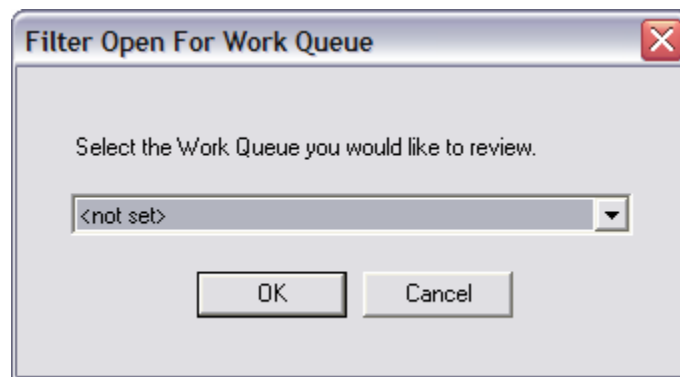 Filter Open For Work Queue
Select the Work Queue you would like to review.
<not set>
OK
Cancel